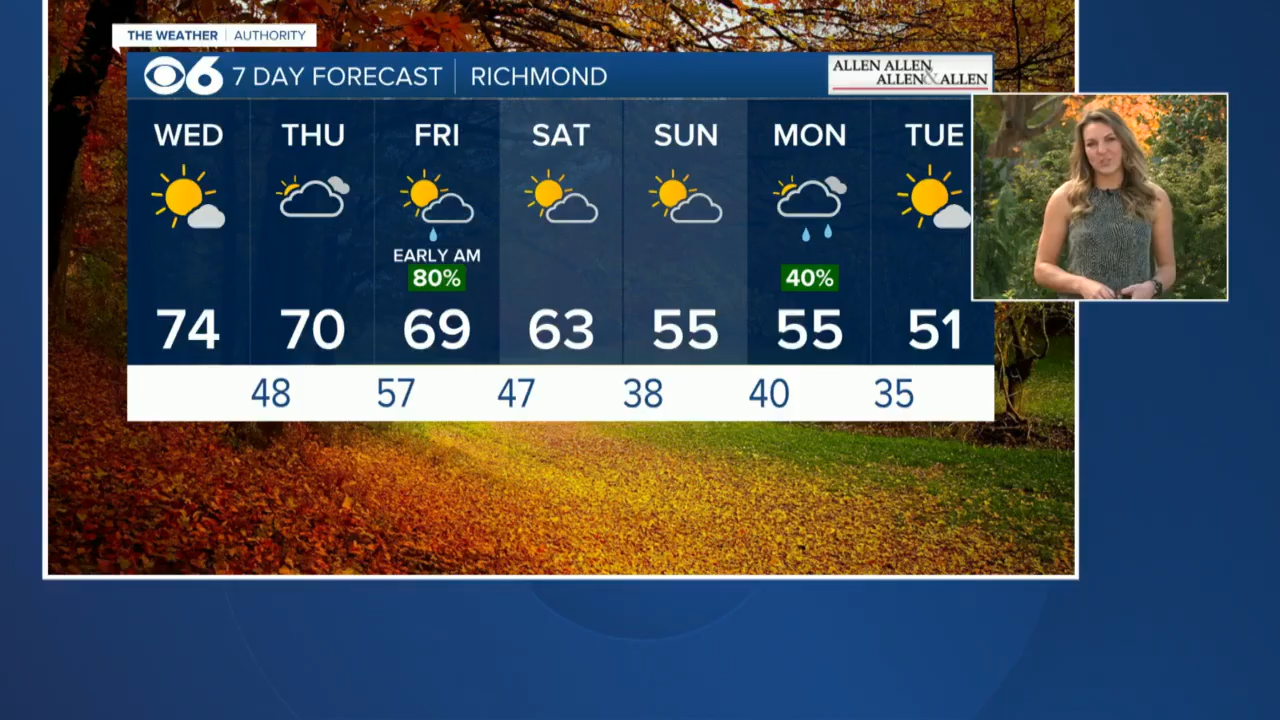 THE WEATHER | AUTHORITY
6 7 DAY FORECAST | RICHMOND
ALLEN ALLEN
ALLEN & ALLEN
WED THU FRI SAT SUN MON TUE
EARLY AM
80% 40%
74 70 69 63 55 55 51
48 57 47 38 40 35